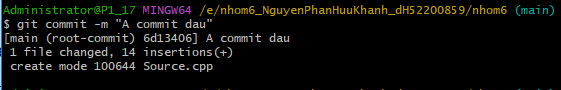 Administrator@P1_17 MINGW64 /e/nhom6_NguyenPhanHuuKhanh_dH52200859/nhom6 (main)
$ git commit -m "A commit dau"
[main (root-commit) 6d13406] A commit dau
 1 file changed, 14 insertions(+)
 create mode 100644 Source.cpp